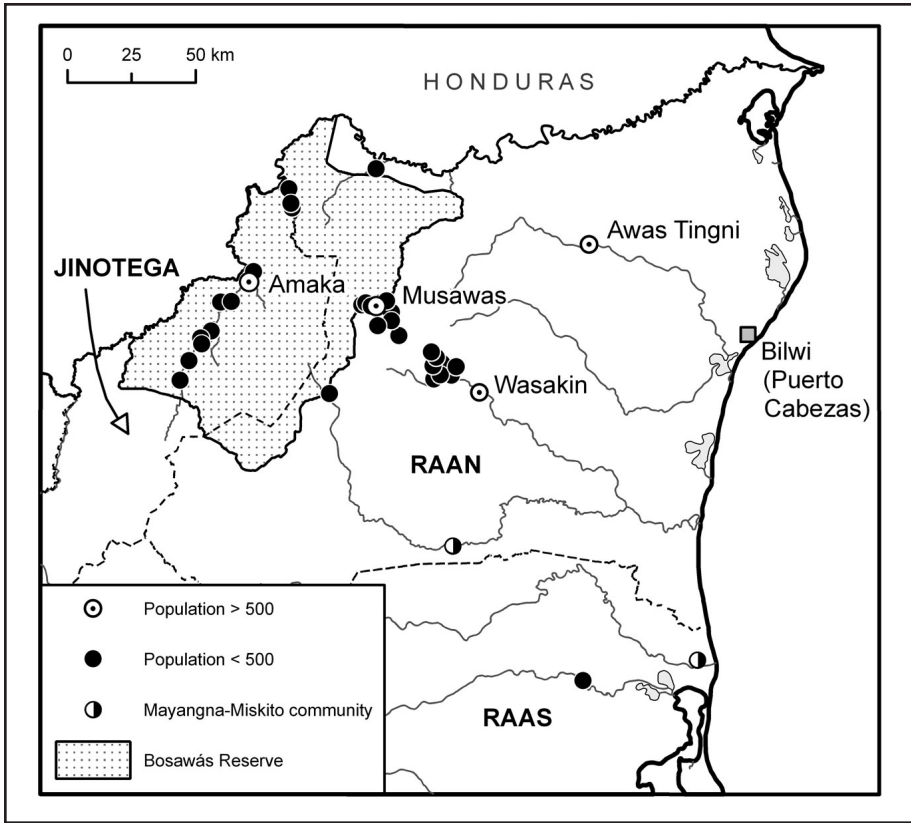 0 25 50 km
HONDURAS
Awas Tingni
JINOTEGA
Amaka
Musawas
Bilwi
(Puerto
Cabezas)
Wasakin
RAAN
Population > 500
Population < 500
Mayangna-Miskito community
RAAS
Bosawás Reserve